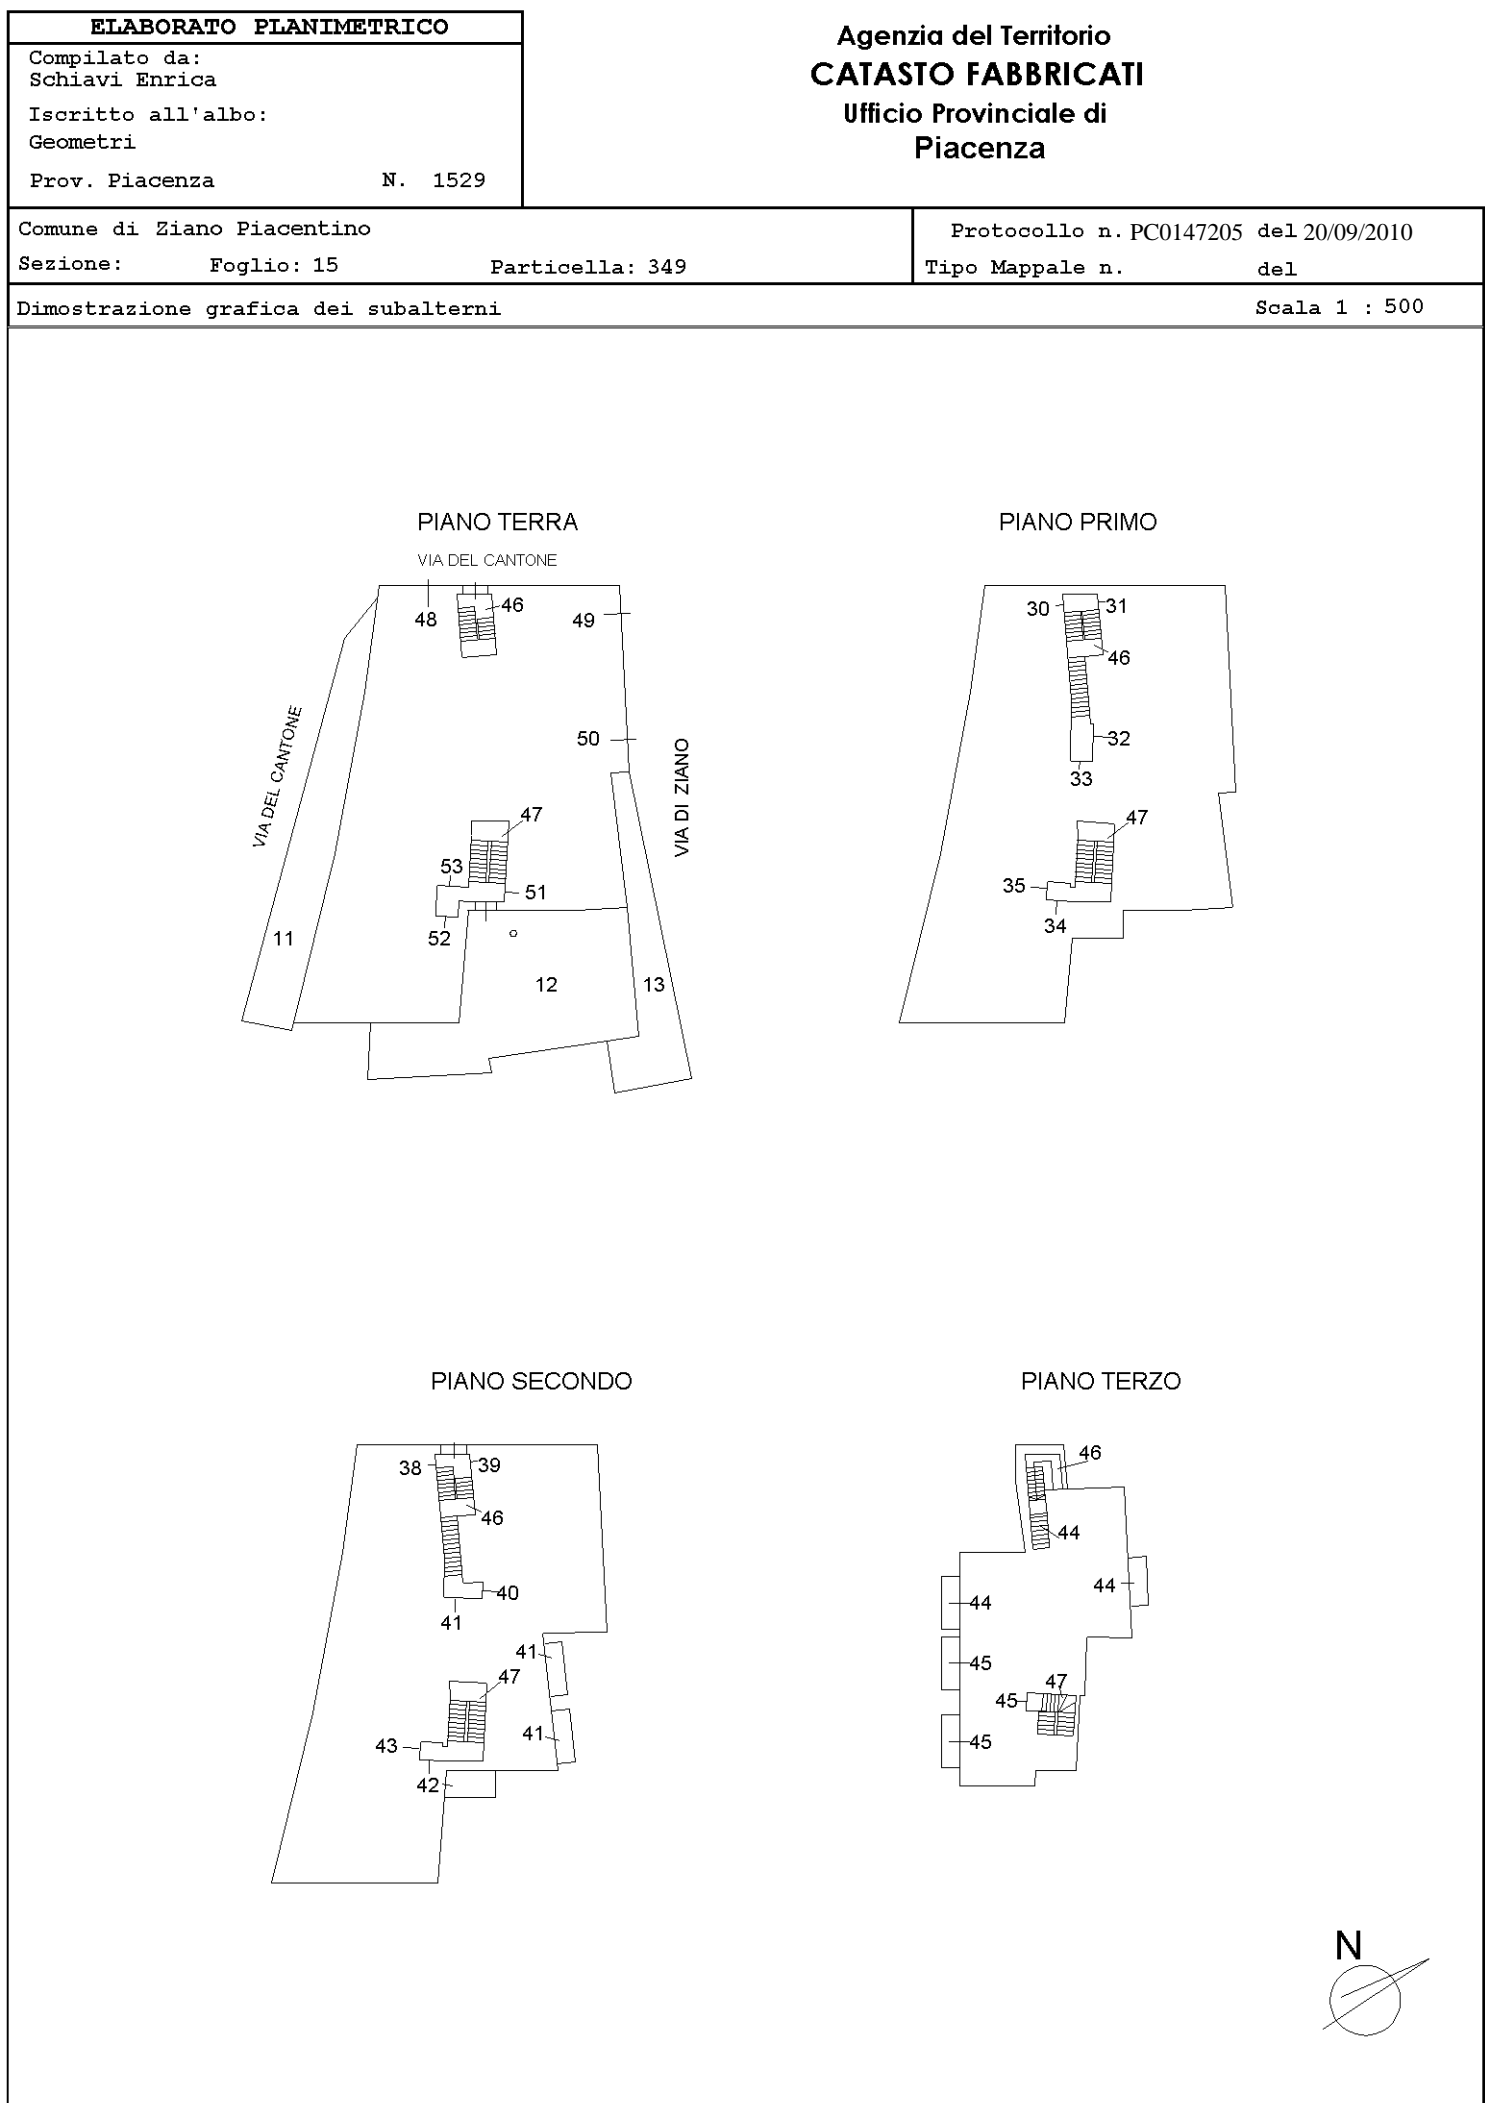 ELABORATO PLANIMETRICO
Compilato da:
Schiavi Enrica
Iscritto all'albo:
Geometri
Prov. Piacenza N. 1529
Agenzia del Territorio
CATASTO FABBRICATI
Ufficio Provinciale di
Piacenza
Comune di Ziano Piacentino
Sezione: Foglio: 15 Particella: 349
Protocollo n. PC0147205 del 20/09/2010
Tipo Mappale n. del
Dimostrazione grafica dei subalterni
Scala 1 : 500
PIANO TERRA
VIA DEL CANTONE
48
46
49
50
VIA DEL CANTONE
VIA DI ZIANO
47
53
51
52
11
12
13
PIANO PRIMO
30
31
46
32
33
47
35
34
PIANO SECONDO
38
39
46
40
41
41
47
41
43
42
PIANO TERZO
46
44
44
44
45
47
45
45
N